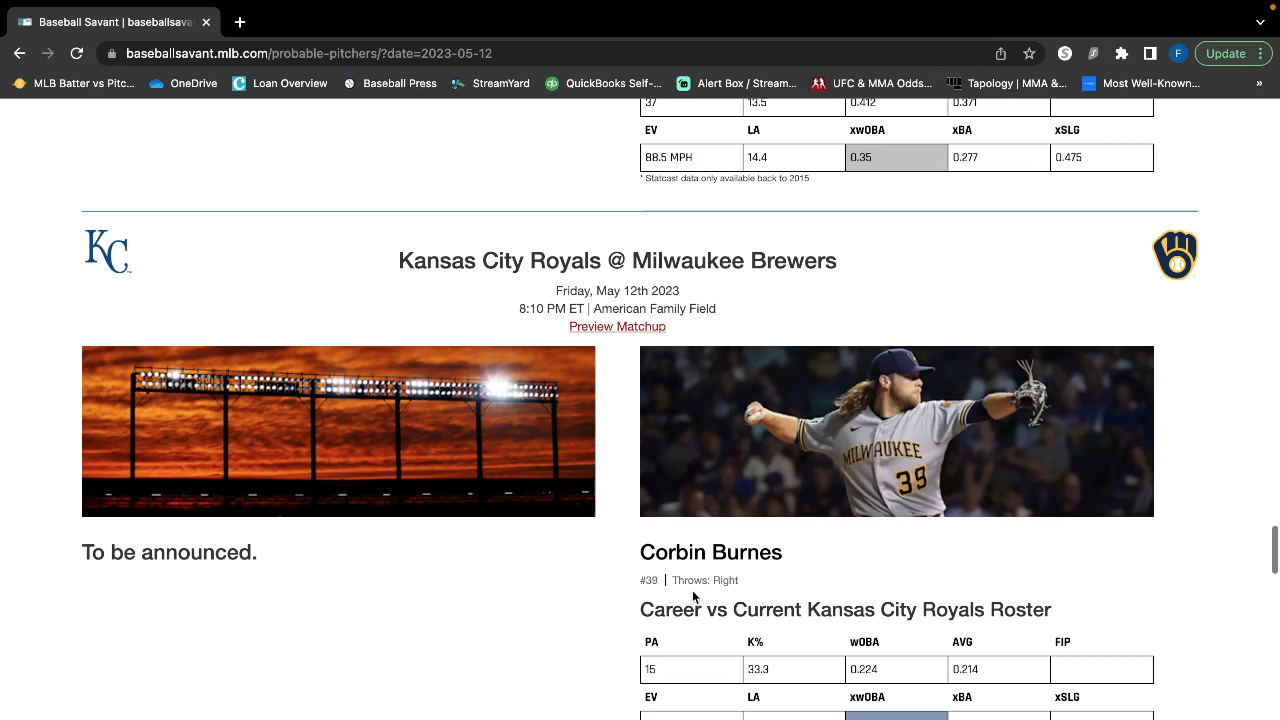 Baseball Savant | baseballsava
baseballsavant.mlb.com/probable-pitchers/?date=2023-05-12
F
Update
MLB Batter vs Pitc... OneDrive Loan Overview Baseball Press StreamYard QuickBooks Self-... Alert Box / Stream... UFC & MMA Odds... Tapology | MMA &... Most Well-Known... »
37 13.5 0.412 0.371
EV LA xwOBA xBA xSLG
88.5 MPH 14.4 0.35 0.277 0.475
* Statcast data only available back to 2015
KC
Kansas City Royals @ Milwaukee Brewers
Friday, May 12th 2023
8:10 PM ET | American Family Field
Preview Matchup
MILWAUKEE
39
To be announced.
Corbin Burnes
#39 | Throws: Right
Career vs Current Kansas City Royals Roster
PA K% wOBA AVG FIP
15 33.3 0.224 0.214
EV LA xwOBA xBA xSLG